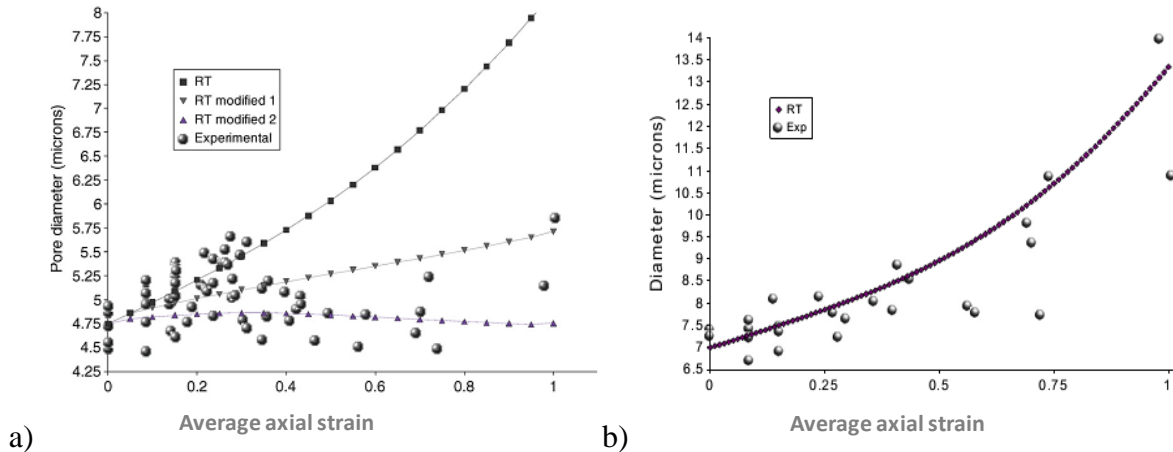 8
7.75
7.5
7.25
7
6.75
6.5
6.25
6
5.75
5.5
5.25
5
4.75
4.5
4.25
Pore diameter (microns)
RT
RT modified 1
RT modified 2
Experimental
0 0.2 0.4 0.6 0.8 1
Average axial strain
a)
14
13.5
13
12.5
12
11.5
11
10.5
10
9.5
9
8.5
8
7.5
7
6.5
Diameter (microns)
RT
Exp
0 0.25 0.5 0.75 1
Average axial strain
b)